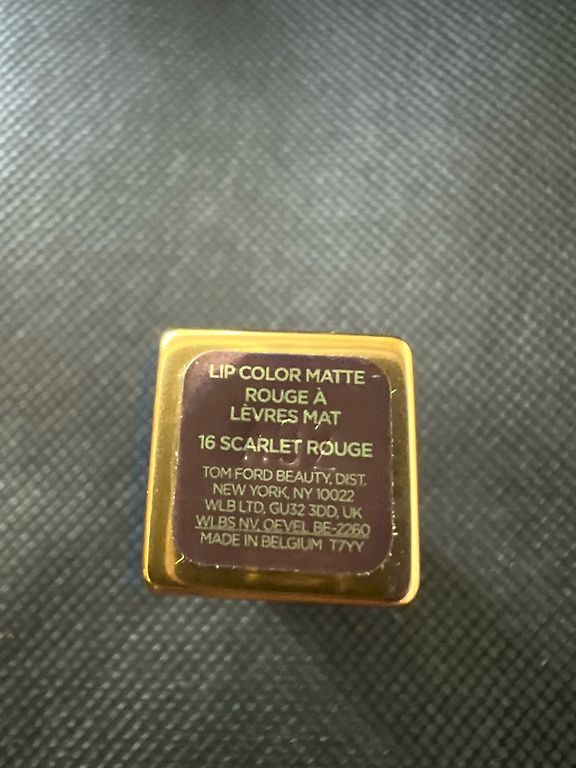 LIP COLOR MATTE
ROUGE À
LÈVRES MAT
16 SCARLET ROUGE
TOM FORD BEAUTY, DIST.
NEW YORK, NY 10022
WLB LTD, GU32 3DD, UK
WLBS NV, OEVEL BE-2260
MADE IN BELGIUM T7YY